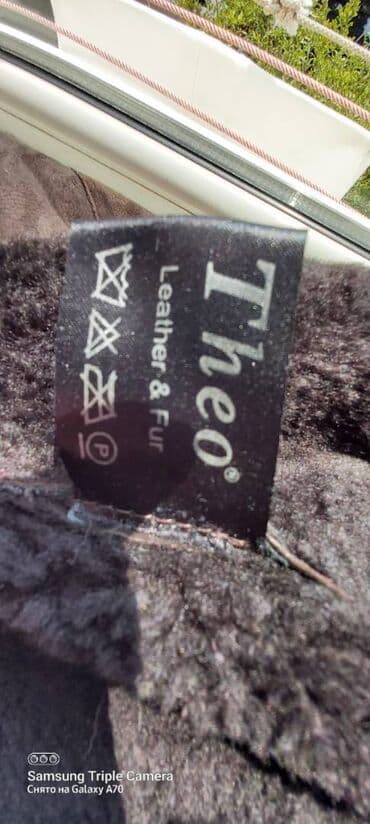 Theo®
Leather & Fur
P
Samsung Triple Camera
Снято на Galaxy A70